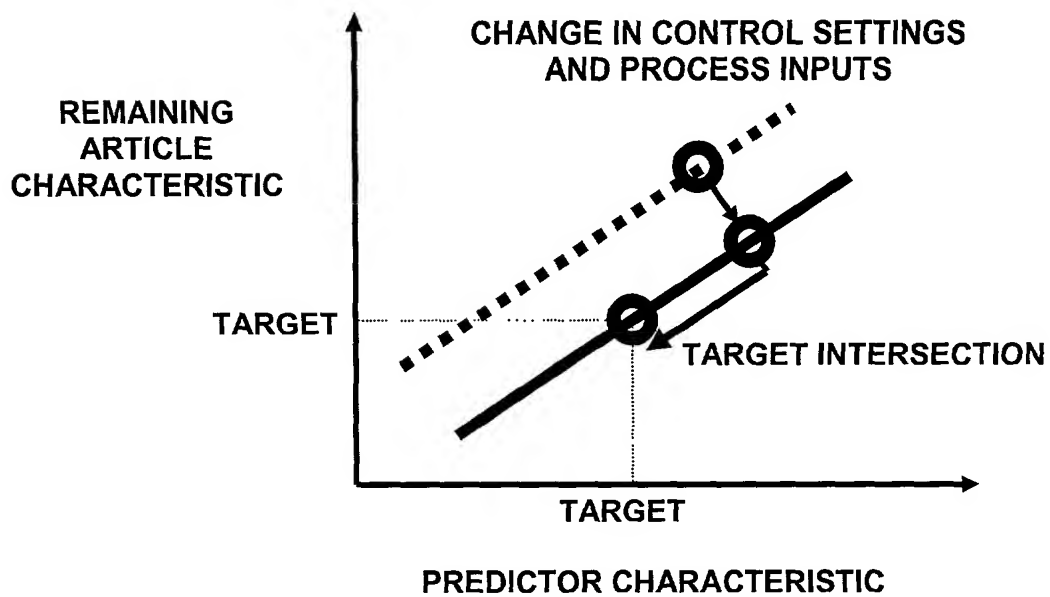 CHANGE IN CONTROL SETTINGS
AND PROCESS INPUTS
REMAINING
ARTICLE
CHARACTERISTIC
TARGET
TARGET INTERSECTION
TARGET
PREDICTOR CHARACTERISTIC